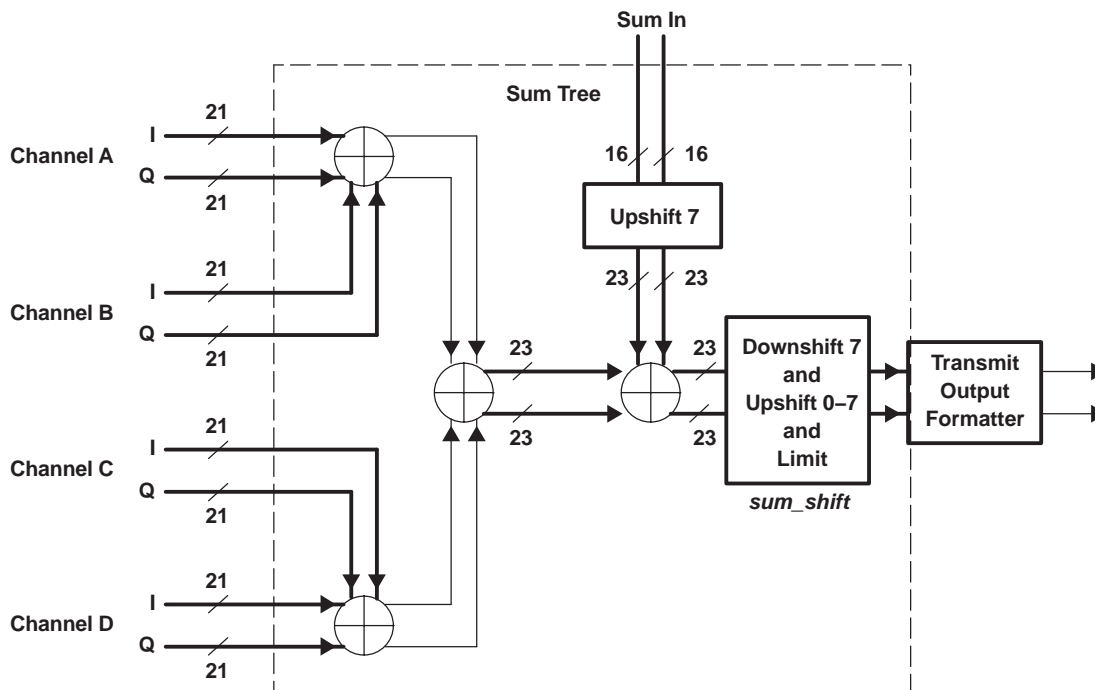 Sum In
Sum Tree
21
I
Channel A
Q
21
16
16
Upshift 7
23
23
21
I
Channel B
Q
21
23
23
23
23
Downshift 7
and
Upshift 0–7
and
Limit
sum_shift
Transmit
Output
Formatter
21
I
Channel C
Q
21
21
I
Channel D
Q
21